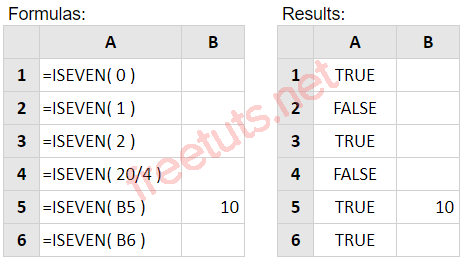 Formulas:
A B
1 =ISEVEN( 0 )
2 =ISEVEN( 1 )
3 =ISEVEN( 2 )
4 =ISEVEN( 20/4 )
5 =ISEVEN( B5 ) 10
6 =ISEVEN( B6 )
Results:
A B
1 TRUE
2 FALSE
3 TRUE
4 FALSE
5 TRUE 10
6 TRUE
freetuts.net